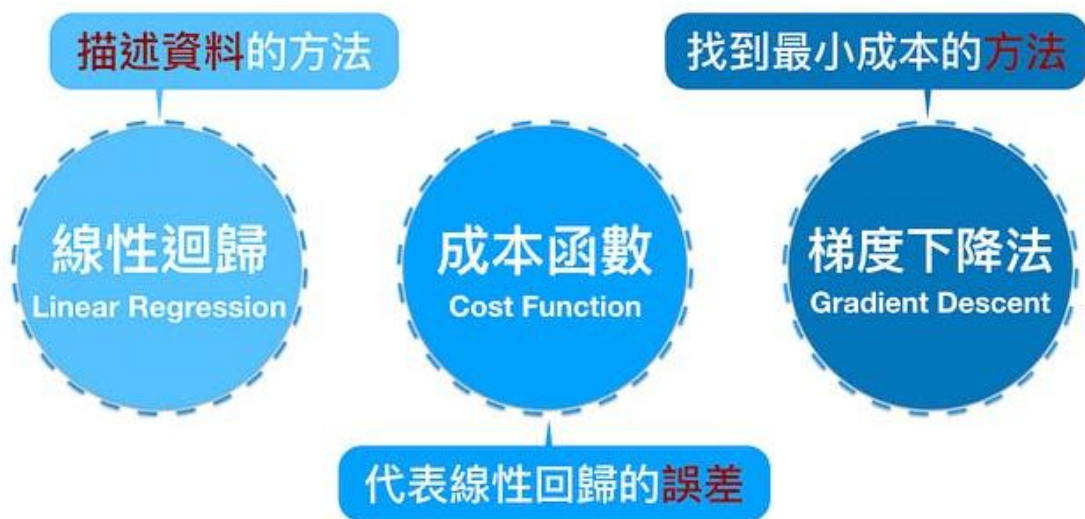 描述資料的方法
找到最小成本的方法
線性迴歸
Linear Regression
成本函數
Cost Function
梯度下降法
Gradient Descent
代表線性回歸的誤差